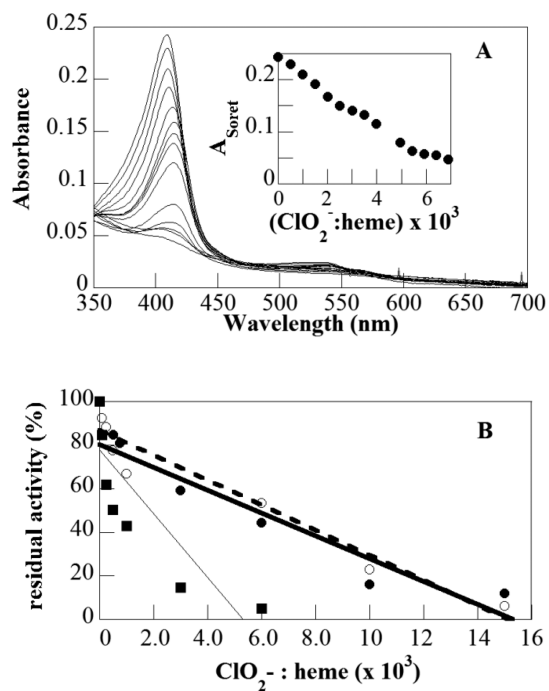 A
0.25
0.2
0.15
0.1
0.05
0
Absorbance
350 400 450 500 550 600 650 700
Wavelength (nm)
0.2
0.1
0
A Soret
0 2 4 6
(ClO2-:heme) x 10^3
B
100
80
60
40
20
0
residual activity (%)
2.0 4.0 6.0 8.0 10 12 14 16
ClO2- : heme (x 10^3)